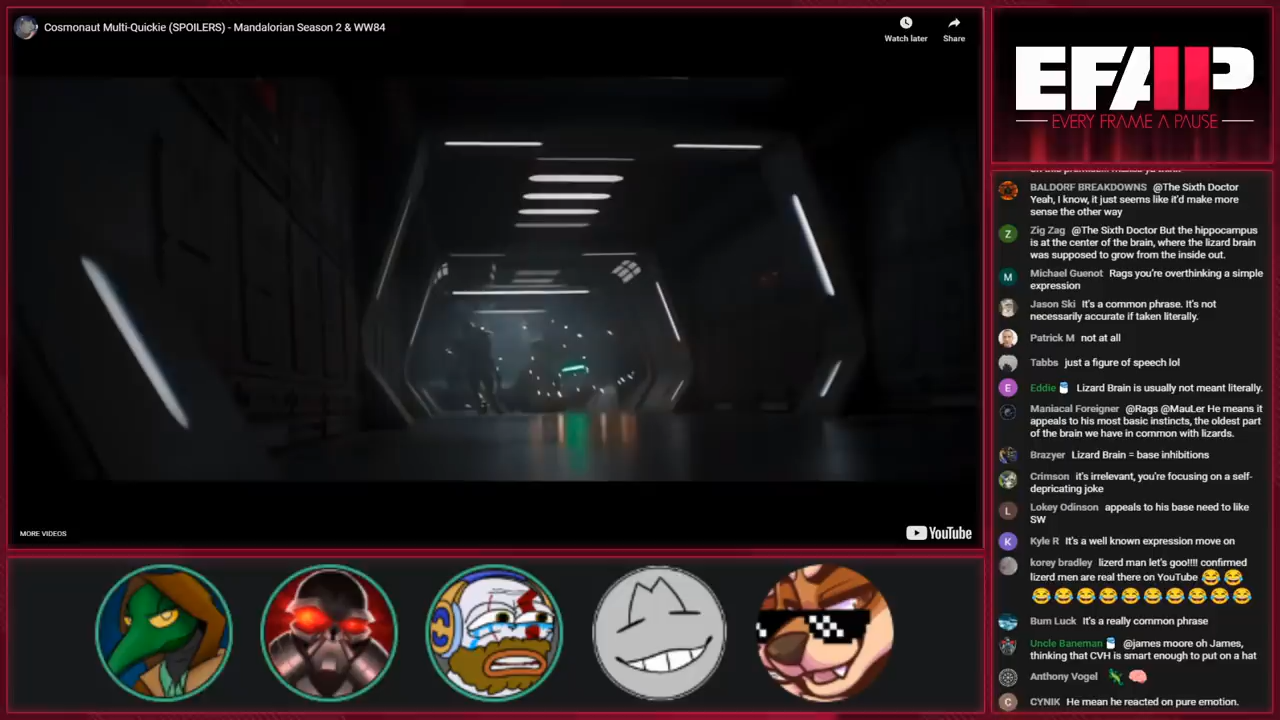 Cosmonaut Multi-Quickie (SPOILERS) - Mandalorian Season 2 & WW84
Watch later
Share
MORE VIDEOS
YouTube
EFAP
EVERY FRAME A PAUSE
BALDORF BREAKDOWNS @The Sixth Doctor
Yeah, I know, it just seems like it'd make more
sense the other way
Zig Zag @The Sixth Doctor But the hippocampus
is at the center of the brain, where the lizard brain
was supposed to grow from the inside out.
Michael Guenot Rags you're overthinking a simple
expression
Jason Ski It's a common phrase. It's not
necessarily accurate if taken literally.
Patrick M not at all
Tabbs just a figure of speech lol
Eddie Lizard Brain is usually not meant literally.
Maniacal Foreigner @Rags @MauLer He means it
appeals to his most basic instincts, the oldest part
of the brain we have in common with lizards.
Brazyer Lizard Brain = base inhibitions
Crimson it's irrelevant, you're focusing on a self-
depricating joke
Lokey Odinson appeals to his base need to like
SW
Kyle R It's a well known expression move on
korey bradley lizerd man let's goo!!!! confirmed
lizerd men are real there on YouTube 😂 😂
😂 😂 😂 😂 😂 😂 😂 😂 😂 😂
Bum Luck It's a really common phrase
Uncle Baneman @james moore oh James,
thinking that CVH is smart enough to put on a hat
Anthony Vogel 🦎 🧠
CYNIK He mean he reacted on pure emotion.